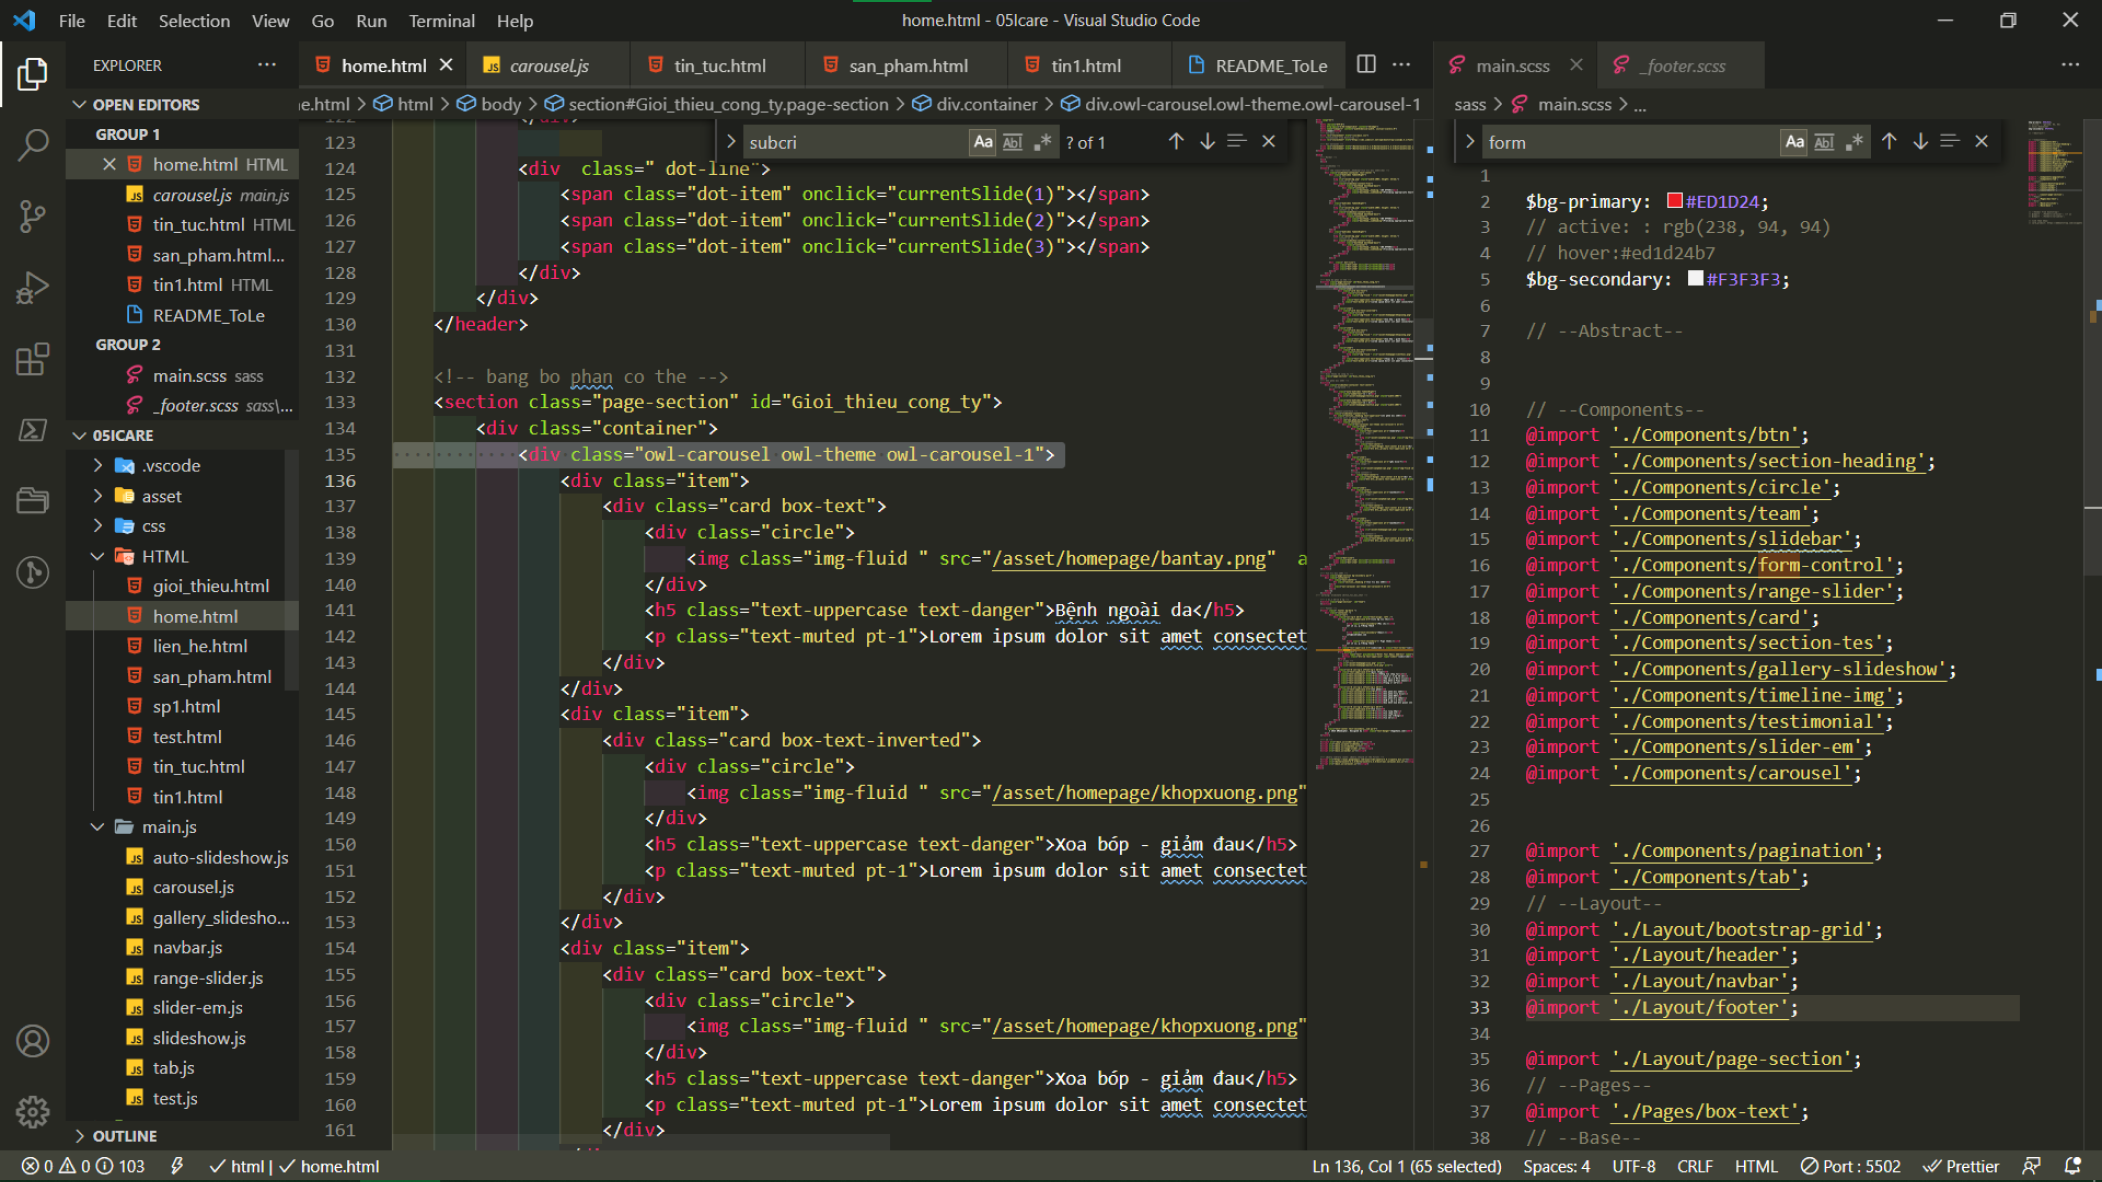 File Edit Selection View Go Run Terminal Help
home.html - 05Icare - Visual Studio Code
EXPLORER
OPEN EDITORS
GROUP 1
home.html HTML
carousel.js main.js
tin_tuc.html HTML
san_pham.html...
tin1.html HTML
README_ToLe
GROUP 2
main.scss sass
_footer.scss sass\...
05ICARE
.vscode
asset
css
HTML
gioi_thieu.html
home.html
lien_he.html
san_pham.html
sp1.html
test.html
tin_tuc.html
tin1.html
main.js
auto-slideshow.js
carousel.js
gallery_slidesho...
navbar.js
range-slider.js
slider-em.js
slideshow.js
tab.js
test.js
OUTLINE
home.html carousel.js tin_tuc.html san_pham.html tin1.html README_ToLe
e.html > html > body > section#Gioi_thieu_cong_ty.page-section > div.container > div.owl-carousel.owl-theme.owl-carousel-1
subcri Aa Abl .* ? of 1
123
124 <div  class=" dot-line">
125 <span class="dot-item" onclick="currentSlide(1)"></span>
126 <span class="dot-item" onclick="currentSlide(2)"></span>
127 <span class="dot-item" onclick="currentSlide(3)"></span>
128 </div>
129 </div>
130 </header>
131
132 <!-- bang bo phan co the -->
133 <section class="page-section" id="Gioi_thieu_cong_ty">
134 <div class="container">
135 <div class="owl-carousel owl-theme owl-carousel-1">
136 <div class="item">
137 <div class="card box-text">
138 <div class="circle">
139 <img class="img-fluid " src="/asset/homepage/bantay.png"  a
140 </div>
141 <h5 class="text-uppercase text-danger">Bệnh ngoài da</h5>
142 <p class="text-muted pt-1">Lorem ipsum dolor sit amet consectet
143 </div>
144 </div>
145 <div class="item">
146 <div class="card box-text-inverted">
147 <div class="circle">
148 <img class="img-fluid " src="/asset/homepage/khopxuong.png"
149 </div>
150 <h5 class="text-uppercase text-danger">Xoa bóp - giảm đau</h5>
151 <p class="text-muted pt-1">Lorem ipsum dolor sit amet consectet
152 </div>
153 </div>
154 <div class="item">
155 <div class="card box-text">
156 <div class="circle">
157 <img class="img-fluid " src="/asset/homepage/khopxuong.png"
158 </div>
159 <h5 class="text-uppercase text-danger">Xoa bóp - giảm đau</h5>
160 <p class="text-muted pt-1">Lorem ipsum dolor sit amet consectet
161 </div>
main.scss _footer.scss
sass > main.scss > ...
form Aa Abl .*
1
2 $bg-primary: #ED1D24;
3 // active: : rgb(238, 94, 94)
4 // hover:#ed1d24b7
5 $bg-secondary: #F3F3F3;
6
7 // --Abstract--
8
9
10 // --Components--
11 @import './Components/btn';
12 @import './Components/section-heading';
13 @import './Components/circle';
14 @import './Components/team';
15 @import './Components/slidebar';
16 @import './Components/form-control';
17 @import './Components/range-slider';
18 @import './Components/card';
19 @import './Components/section-tes';
20 @import './Components/gallery-slideshow';
21 @import './Components/timeline-img';
22 @import './Components/testimonial';
23 @import './Components/slider-em';
24 @import './Components/carousel';
25
26
27 @import './Components/pagination';
28 @import './Components/tab';
29 // --Layout--
30 @import './Layout/bootstrap-grid';
31 @import './Layout/header';
32 @import './Layout/navbar';
33 @import './Layout/footer';
34
35 @import './Layout/page-section';
36 // --Pages--
37 @import './Pages/box-text';
38 // --Base--
0 0 103 html | home.html
Ln 136, Col 1 (65 selected) Spaces: 4 UTF-8 CRLF HTML Port : 5502 Prettier